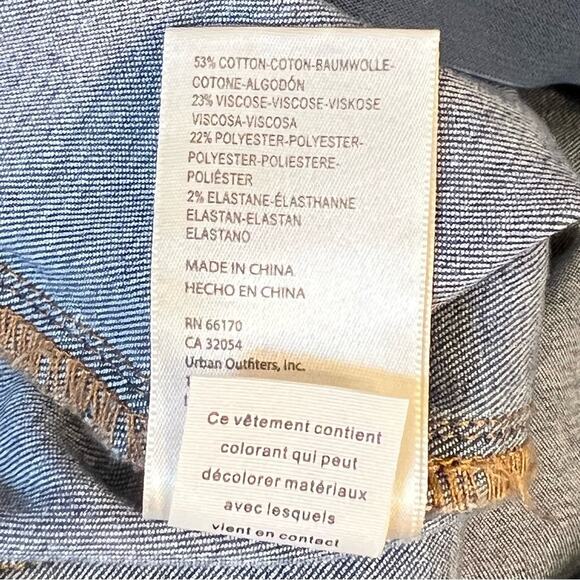 53% COTTON-COTON-BAUMWOLLE-
COTONE-ALGODÓN
23% VISCOSE-VISCOSE-VISKOSE
VISCOSA-VISCOSA
22% POLYESTER-POLYESTER-
POLYESTER-POLIESTERE-
POLIÉSTER
2% ELASTANE-ÉLASTHANNE
ELASTAN-ELASTAN
ELASTANO
MADE IN CHINA
HECHO EN CHINA
RN 66170
CA 32054
Urban Outfiters, Inc.
Ce vêtement contient
colorant qui peut
décolorer matériaux
avec lesquels
vient en contact